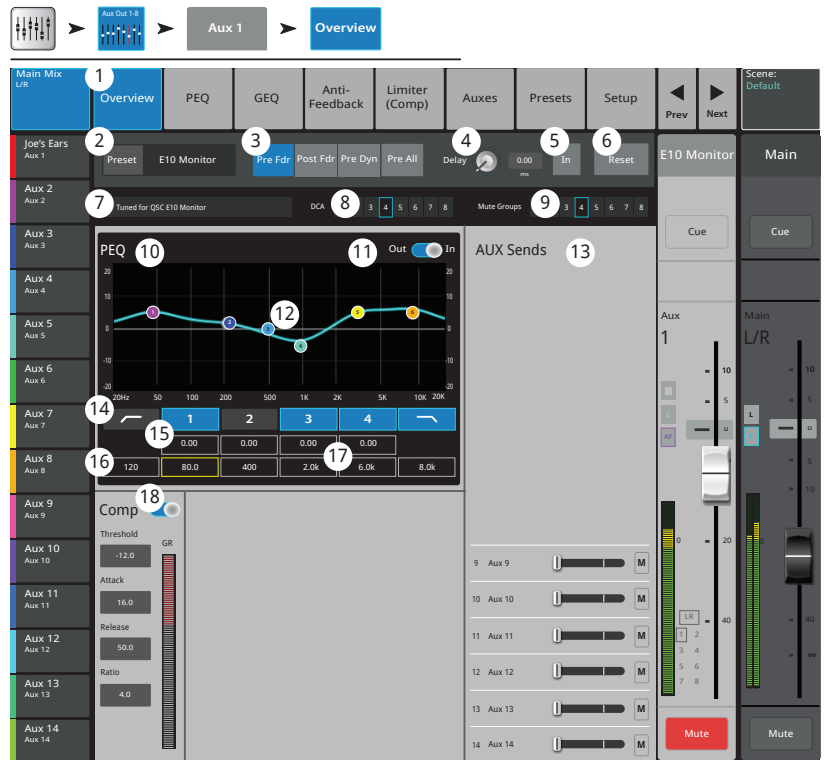 Aux Out 1-8
Aux 1
Overview
Main Mix
L/R
1
Overview
PEQ
GEQ
Anti-
Feedback
Limiter
(Comp)
Auxes
Presets
Setup
Prev
Next
Scene:
Default
Joe's Ears
Aux 1
Aux 2
Aux 2
Aux 3
Aux 3
Aux 4
Aux 4
Aux 5
Aux 5
Aux 6
Aux 6
Aux 7
Aux 7
Aux 8
Aux 8
Aux 9
Aux 9
Aux 10
Aux 10
Aux 11
Aux 11
Aux 12
Aux 12
Aux 13
Aux 13
Aux 14
Aux 14
2
Preset
E10 Monitor
3
Pre Fdr
Post Fdr
Pre Dyn
Pre All
4
Delay
0.00
ms
5
In
6
Reset
7
Tuned for QSC E10 Monitor
DCA
8
3 4 5 6 7 8
Mute Groups
9
3 4 5 6 7 8
PEQ
10
11
Out
In
20
10
0
-10
-20
20
10
0
-10
-20
1
2
3
12
4
5
6
20Hz 50 100 200 500 1K 2K 5K 10K 20K
14
1
2
3
4
15
0.00
0.00
0.00
0.00
16
120
80.0
400
2.0k
17
6.0k
8.0k
18
Comp
Threshold
-12.0
Attack
16.0
Release
50.0
Ratio
4.0
GR
AUX Sends
13
9 Aux 9
M
10 Aux 10
M
11 Aux 11
M
12 Aux 12
M
13 Aux 13
M
14 Aux 14
M
E10 Monitor
Cue
Aux
1
10
5
C
AF
U
0
20
LR
1 2
3 4
5 6
7 8
40
Mute
Main
Cue
Main
L/R
10
5
L
U
5
10
20
40
∞
Mute